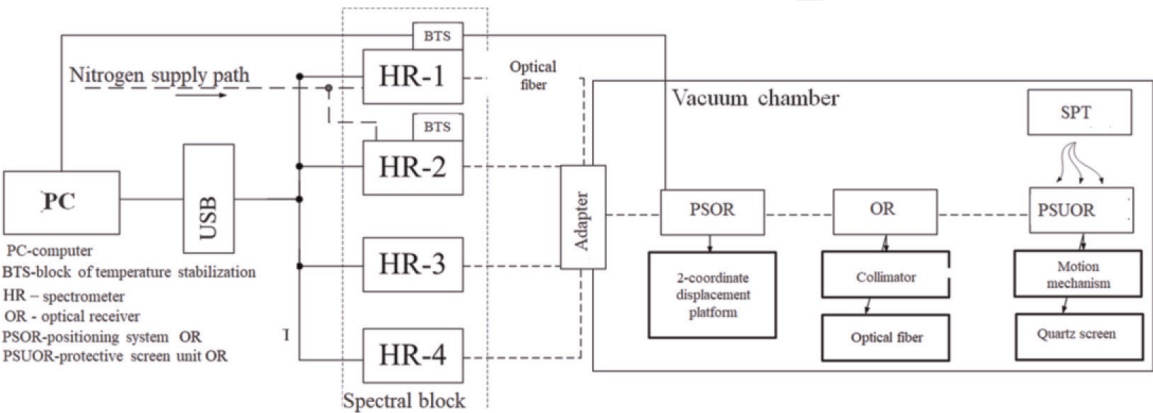 BTS
HR-1
Nitrogen supply path
Optical
fiber
BTS
HR-2
Vacuum chamber
SPT
PC
USB
Adapter
PSOR
OR
PSUOR
PC-computer
BTS-block of temperature stabilization
HR – spectrometer
OR - optical receiver
PSOR-positioning system OR
PSUOR-protective screen unit OR
I
HR-3
HR-4
Spectral block
2-coordinate
displacement
platform
Collimator
Optical fiber
Motion
mechanism
Quartz screen